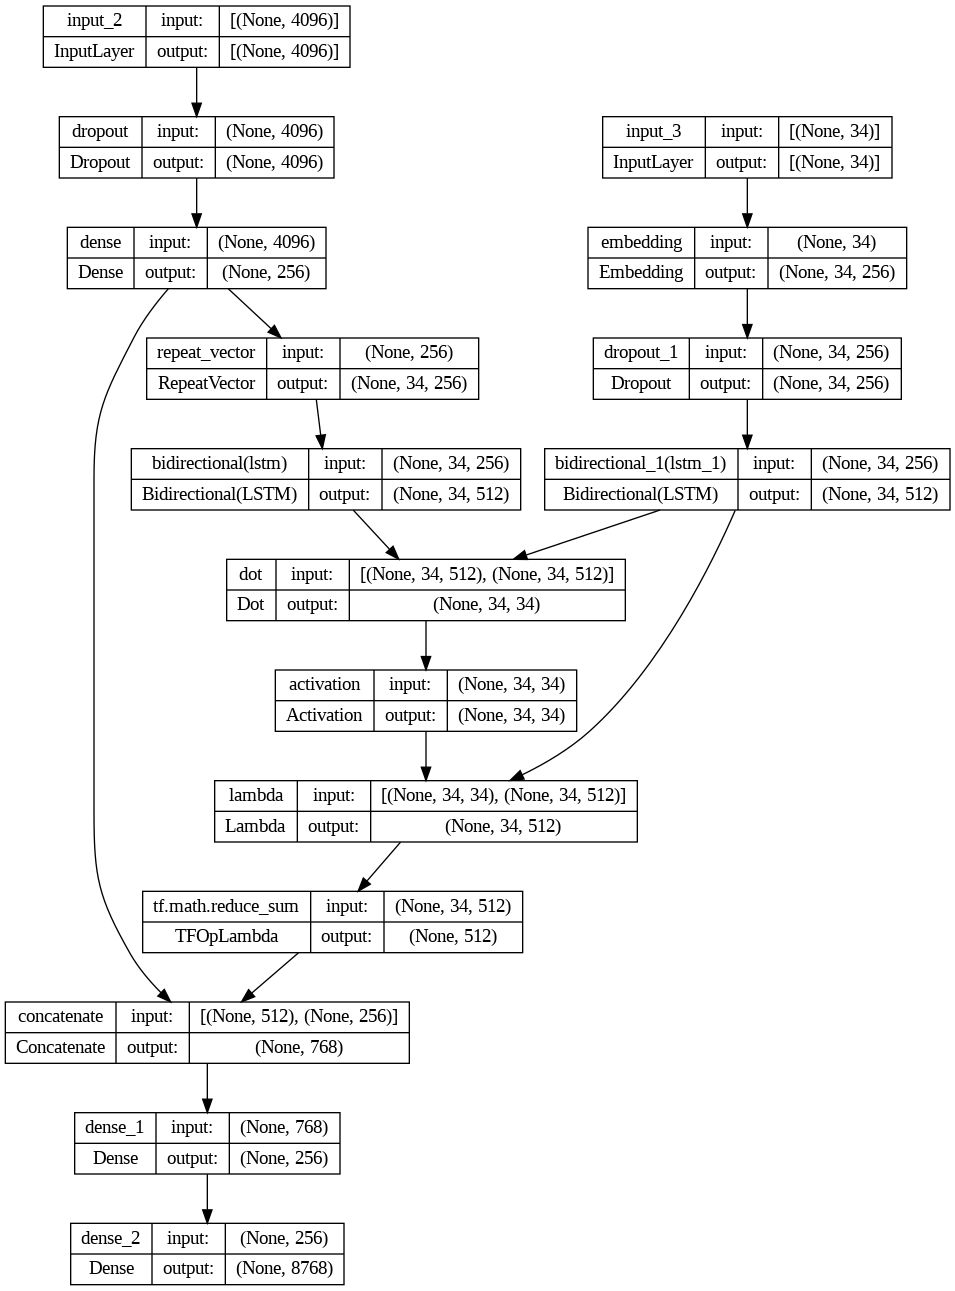 input_2 input: [(None, 4096)]
InputLayer output: [(None, 4096)]
dropout input: (None, 4096)
Dropout output: (None, 4096)
input_3 input: [(None, 34)]
InputLayer output: [(None, 34)]
dense input: (None, 4096)
Dense output: (None, 256)
embedding input: (None, 34)
Embedding output: (None, 34, 256)
repeat_vector input: (None, 256)
RepeatVector output: (None, 34, 256)
dropout_1 input: (None, 34, 256)
Dropout output: (None, 34, 256)
bidirectional(lstm) input: (None, 34, 256)
Bidirectional(LSTM) output: (None, 34, 512)
bidirectional_1(lstm_1) input: (None, 34, 256)
Bidirectional(LSTM) output: (None, 34, 512)
dot input: [(None, 34, 512), (None, 34, 512)]
Dot output: (None, 34, 34)
activation input: (None, 34, 34)
Activation output: (None, 34, 34)
lambda input: [(None, 34, 34), (None, 34, 512)]
Lambda output: (None, 34, 512)
tf.math.reduce_sum input: (None, 34, 512)
TFOpLambda output: (None, 512)
concatenate input: [(None, 512), (None, 256)]
Concatenate output: (None, 768)
dense_1 input: (None, 768)
Dense output: (None, 256)
dense_2 input: (None, 256)
Dense output: (None, 8768)